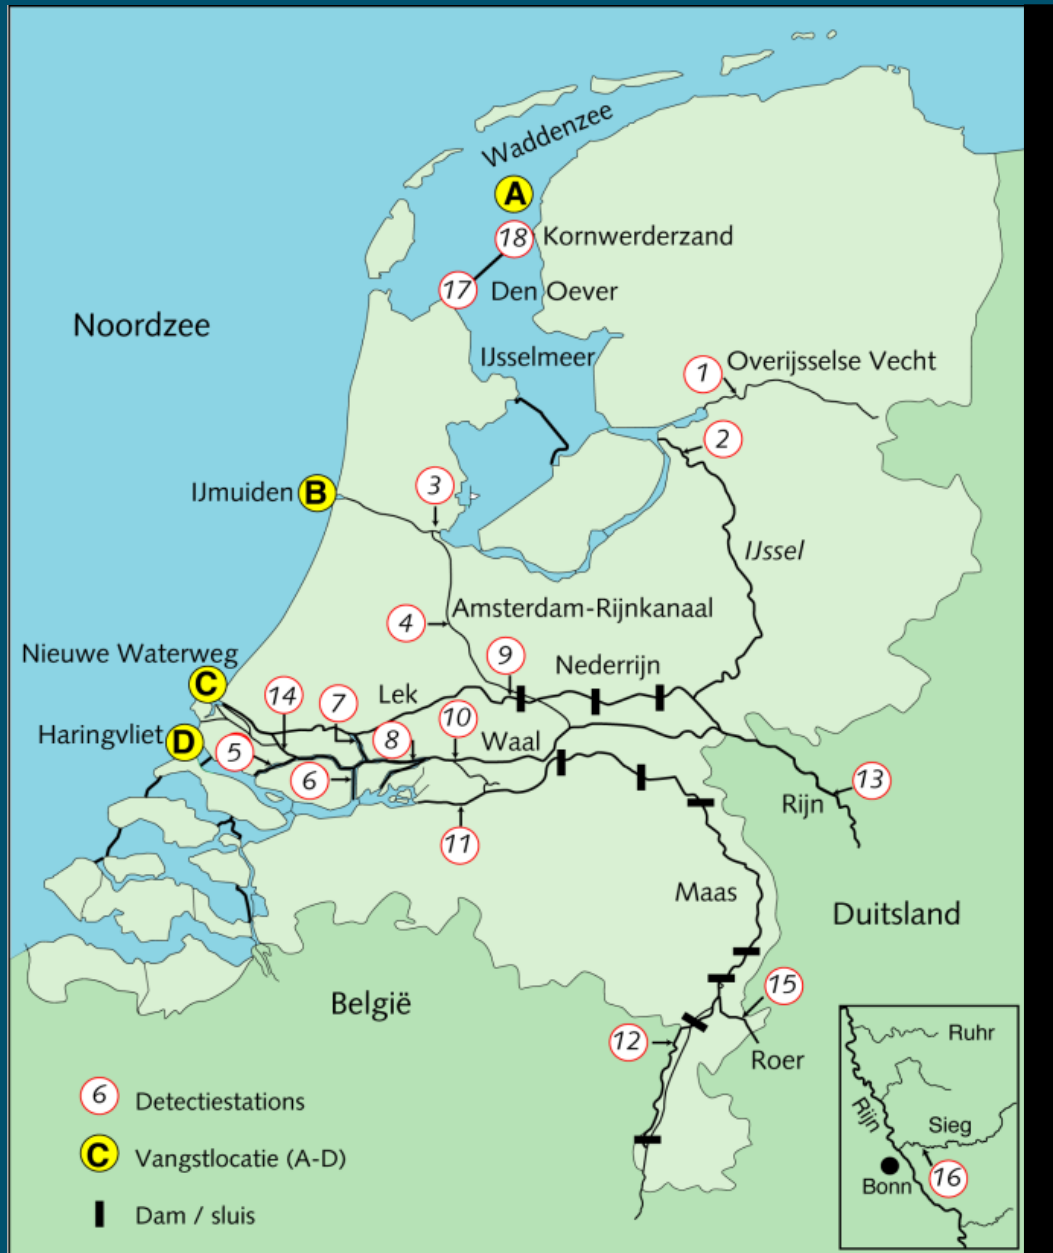 Waddenzee
A
18 Kornwerderzand
17 Den Oever
Noordzee
IJsselmeer
1 Overijsselse Vecht
2
IJmuiden B
3
IJssel
4 Amsterdam-Rijnkanaal
Nieuwe Waterweg
C
9
Nederrijn
14
7
Lek
10
Haringvliet D
5
8
Waal
6
13
Rijn
11
Maas
Duitsland
België
15
12
Roer
Ruhr
Rijn
Sieg
Bonn
16
6 Detectiestations
C Vangstlocatie (A-D)
Dam / sluis